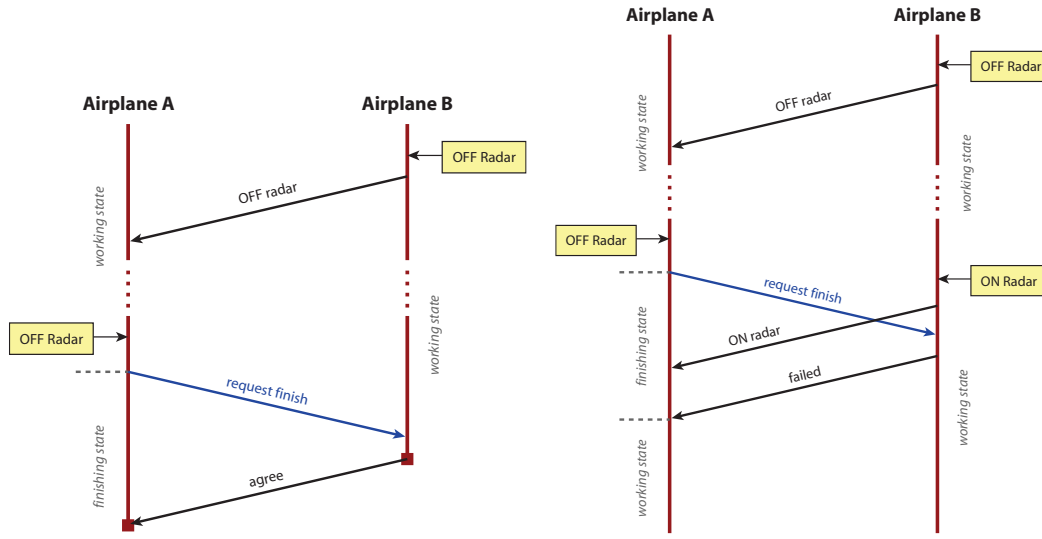 Airplane A
Airplane B
OFF Radar
OFF radar
working state
OFF Radar
working state
request finish
finishing state
agree
Airplane A
Airplane B
OFF Radar
OFF radar
working state
working state
OFF Radar
ON Radar
request finish
ON radar
finishing state
failed
working state
working state